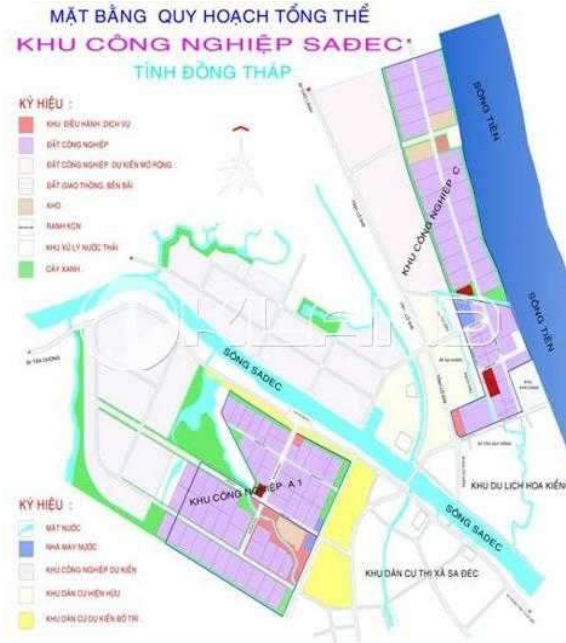 MẶT BẰNG QUY HOẠCH TỔNG THỂ
KHU CÔNG NGHIỆP SAĐEC
TỈNH ĐỒNG THÁP
KÝ HIỆU :
KHU ĐIỀU HÀNH DỊCH VỤ
ĐẤT CÔNG NGHIỆP
ĐẤT CÔNG NGHIỆP DỰ KIẾN MỞ RỘNG
ĐẤT GIAO THÔNG, BẾN BÃI
KHO
RANH KCN
KHU XỬ LÝ NƯỚC THẢI
CÂY XANH
SÔNG TIỀN
KHU CÔNG NGHIỆP C
SÔNG TIỀN
OKLAND
SÔNG SAĐEC
KHU CÔNG NGHIỆP A 1
KHU DU LỊCH HOA KIỂNG
SÔNG SAĐEC
KHU DÂN CƯ THỊ XÃ SA ĐÉC
KÝ HIỆU :
MẶT NƯỚC
NHÀ MÁY NƯỚC
KHU CÔNG NGHIỆP DỰ KIẾN
KHU DÂN CƯ HIỆN HỮU
KHU DÂN CƯ DỰ KIẾN BỐ TRÍ